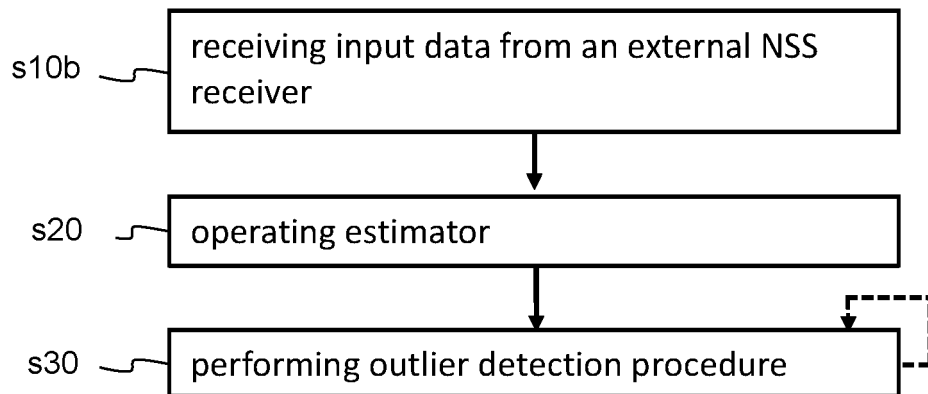 s10b
receiving input data from an external NSS
receiver
s20
operating estimator
s30
performing outlier detection procedure